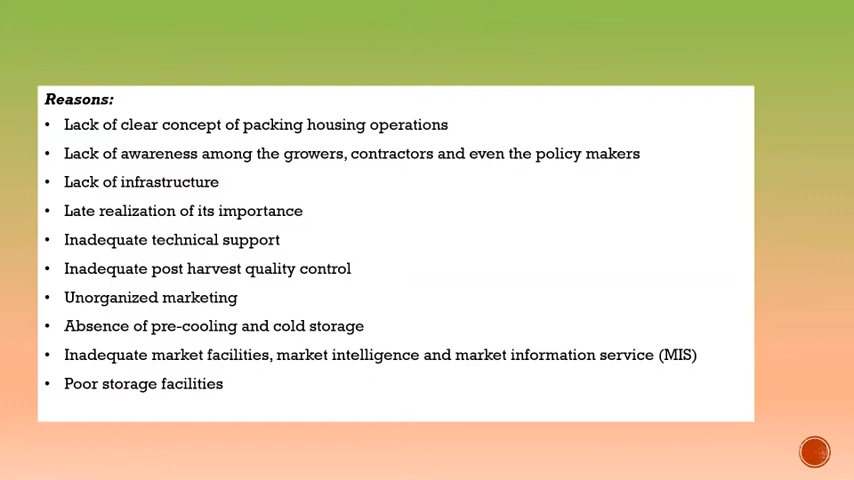 Reasons:
• Lack of clear concept of packing housing operations
• Lack of awareness among the growers, contractors and even the policy makers
• Lack of infrastructure
• Late realization of its importance
• Inadequate technical support
• Inadequate post harvest quality control
• Unorganized marketing
• Absence of pre-cooling and cold storage
• Inadequate market facilities, market intelligence and market information service (MIS)
• Poor storage facilities